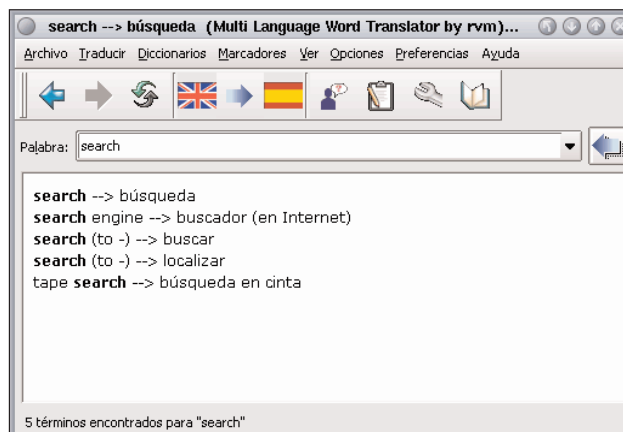 search --> búsqueda (Multi Language Word Translator by rvm)...
Archivo Traducir Diccionarios Marcadores Ver Opciones Preferencias Ayuda
Palabra: search
search --> búsqueda
search engine --> buscador (en Internet)
search (to -) --> buscar
search (to -) --> localizar
tape search --> búsqueda en cinta
5 términos encontrados para "search"